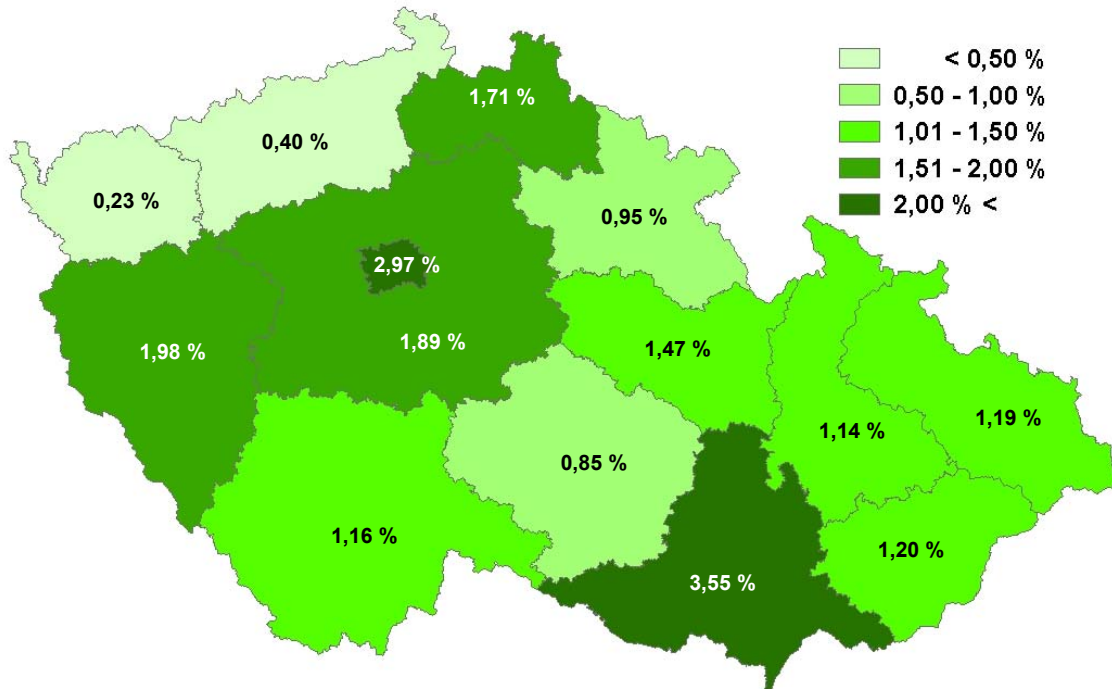 < 0,50 %
0,50 - 1,00 %
1,01 - 1,50 %
1,51 - 2,00 %
2,00 % <
1,71 %
0,40 %
0,23 %
0,95 %
2,97 %
1,98 %
1,89 %
1,47 %
1,14 %
1,19 %
0,85 %
1,16 %
1,20 %
3,55 %